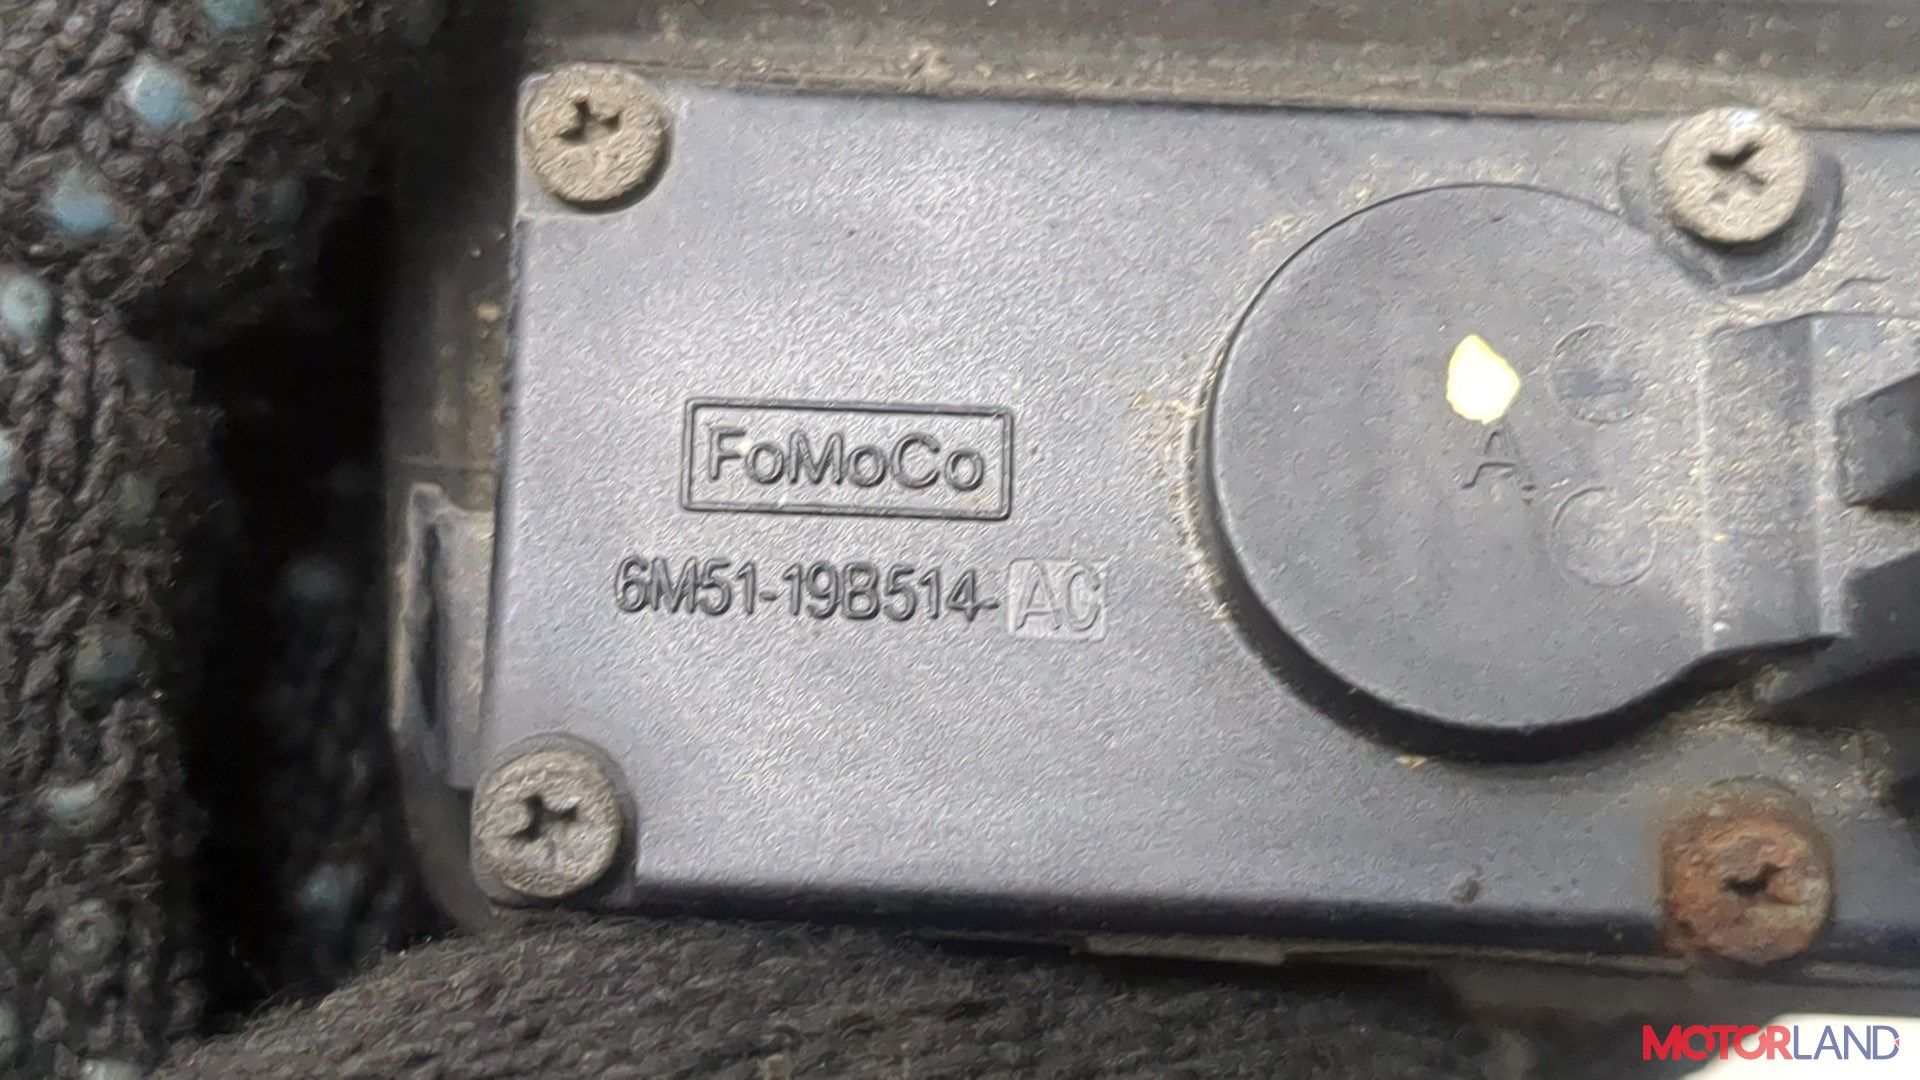 FoMoCo
6M51-19B514-AC
A
MOTORLAND